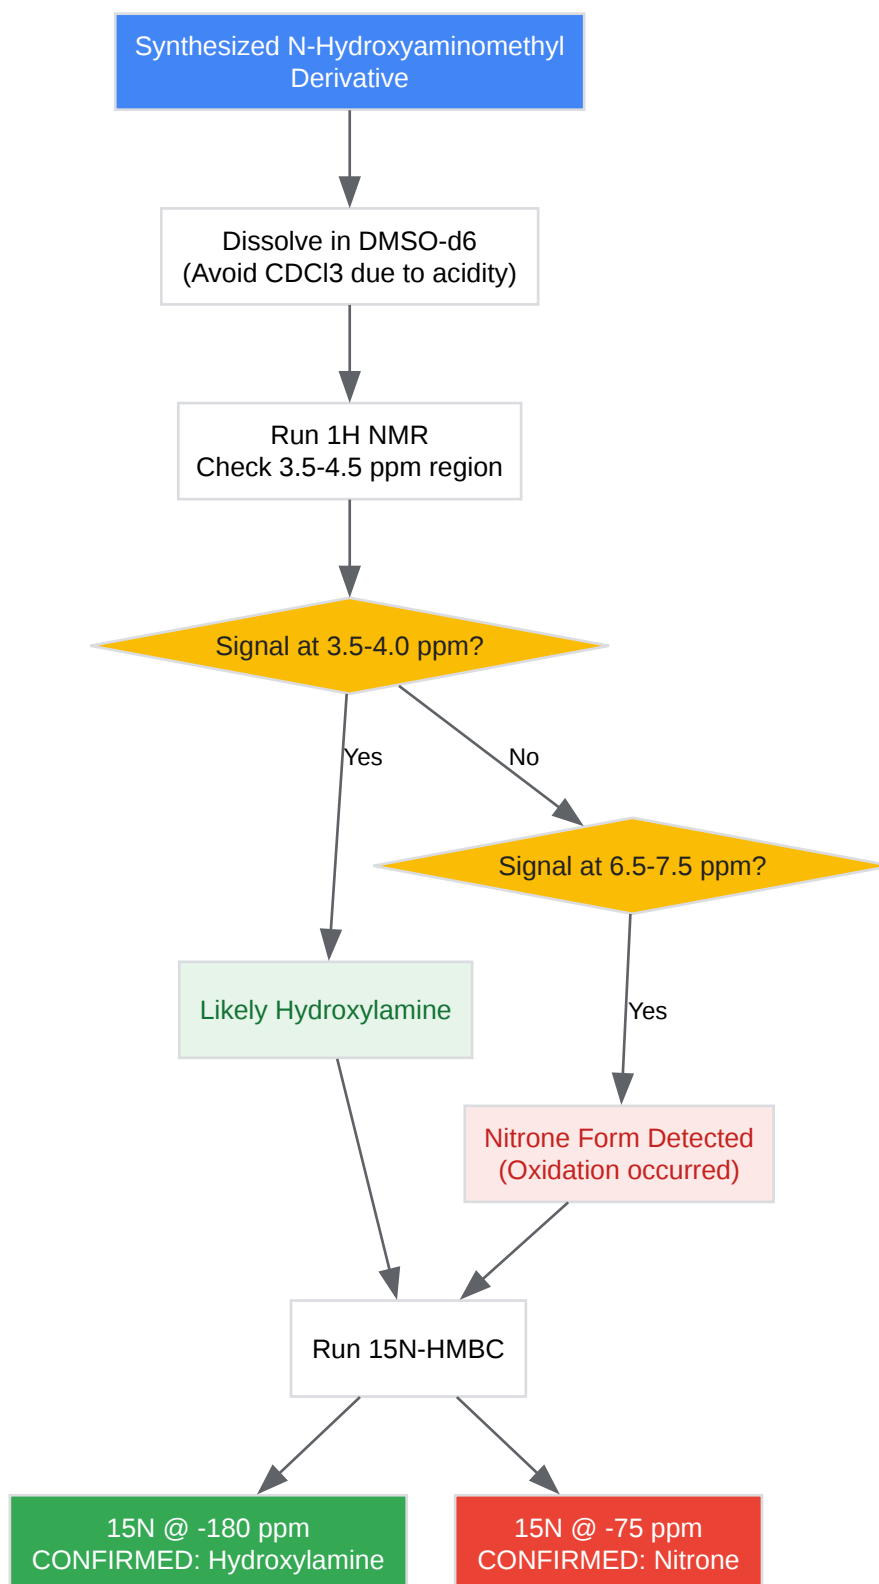 Synthesized N-Hydroxyaminomethyl
Derivative
Dissolve in DMSO-d6
(Avoid CDCl3 due to acidity)
Run 1H NMR
Check 3.5-4.5 ppm region
Signal at 3.5-4.0 ppm?
Yes
No
Signal at 6.5-7.5 ppm?
Likely Hydroxylamine
Yes
Nitrone Form Detected
(Oxidation occurred)
Run 15N-HMBC
15N @ -180 ppm
CONFIRMED: Hydroxylamine
15N @ -75 ppm
CONFIRMED: Nitrone